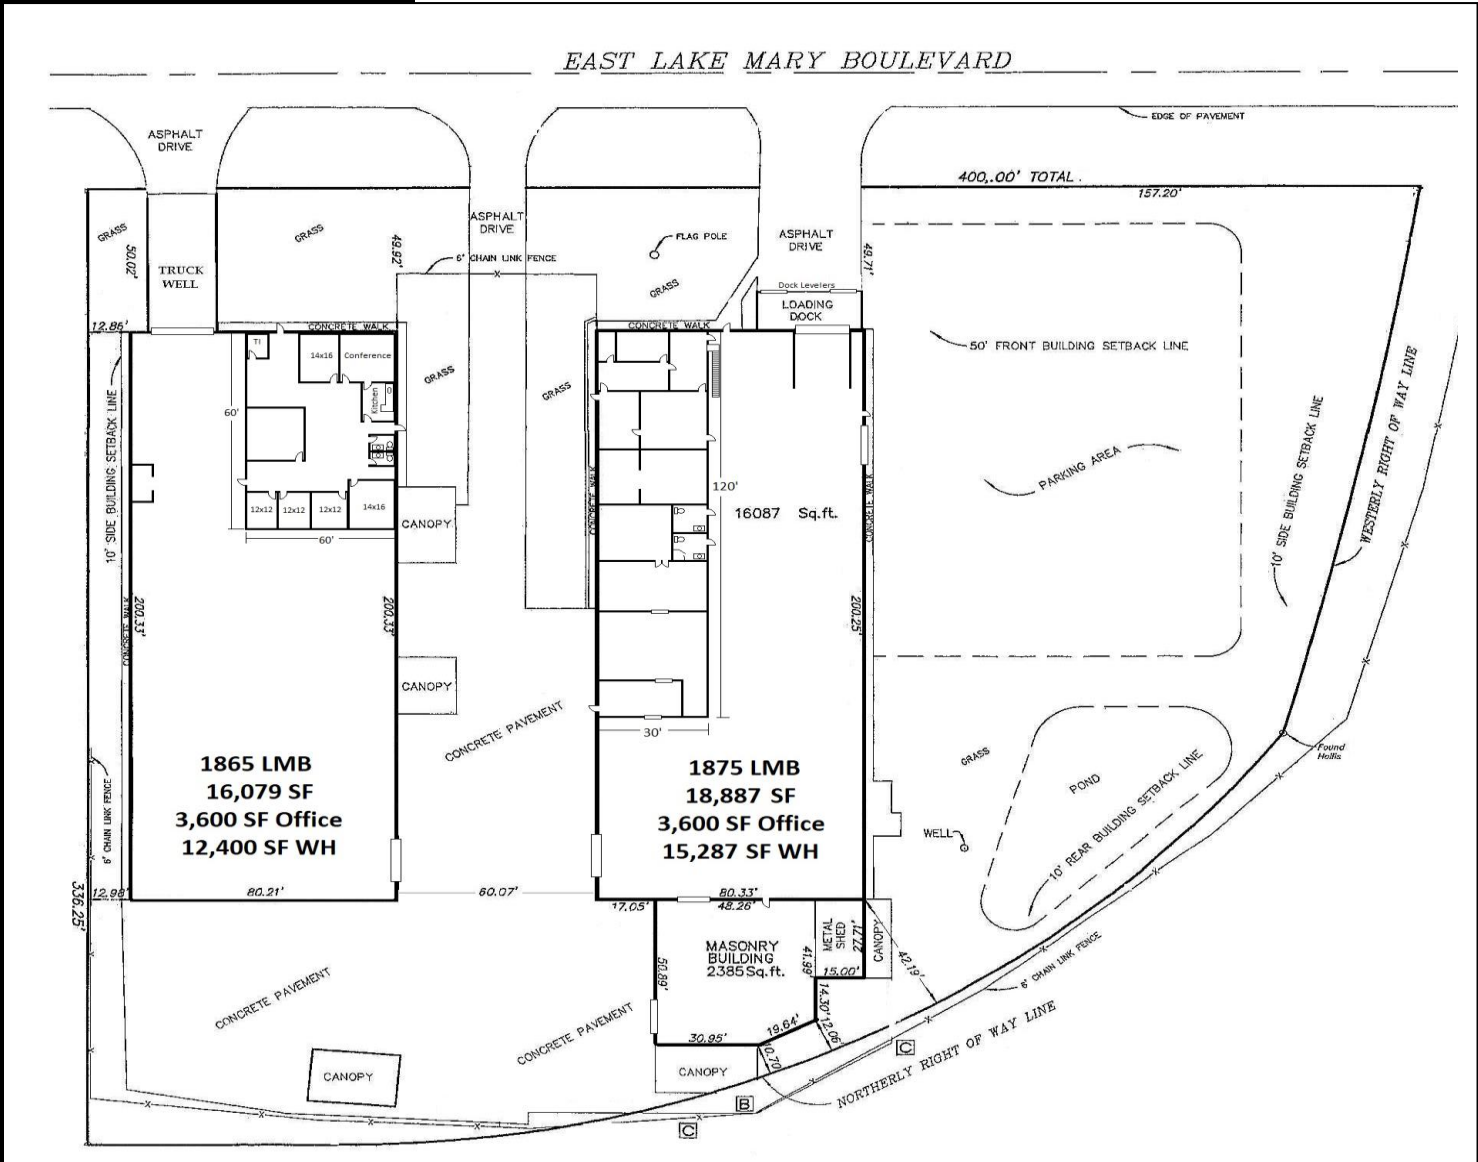 EAST LAKE MARY BOULEVARD
EDGE OF PAVEMENT
ASPHALT
DRIVE
400,.00' TOTAL .
157.20'
ASPHALT
DRIVE
ASPHALT
DRIVE
GRASS
50.02'
GRASS
49.92'
FLAG POLE
49.71'
6' CHAIN LINK FENCE
TRUCK
WELL
GRASS
Dock Levelers
LOADING
DOCK
12.86'
CONCRETE WALK
CONCRETE WALK
TI
14x16
Conference
50' FRONT BUILDING SETBACK LINE
GRASS
GRASS
Kitchen
60'
10' SIDE BUILDING SETBACK LINE
WESTERLY RIGHT OF WAY LINE
10' SIDE BUILDING SETBACK LINE
PARKING AREA
120'
12x12
12x12
12x12
14x16
16087 Sq.ft.
CANOPY
CONCRETE WALK
CONCRETE WALK
60'
200.33'
200.33'
200.25'
CONCRETE WALK
CANOPY
CONCRETE PAVEMENT
30'
1865 LMB
16,079 SF
3,600 SF Office
12,400 SF WH
1875 LMB
18,887 SF
3,600 SF Office
15,287 SF WH
GRASS
POND
Found
10' REAR BUILDING SETBACK LINE
WELL
6' CHAIN LINK FENCE
336.25'
12.98'
80.21'
60.07'
80.33'
17.05'
48.26'
MASONRY
BUILDING
2385Sq.ft.
METAL
SHED
CANOPY
50.89'
41.99'
15.00'
42.19'
6' CHAIN LINK FENCE
CONCRETE PAVEMENT
CONCRETE PAVEMENT
14.30'
12.06'
19.64'
30.95'
10.70
NORTHERLY RIGHT OF WAY LINE
CANOPY
CANOPY
C
B
C